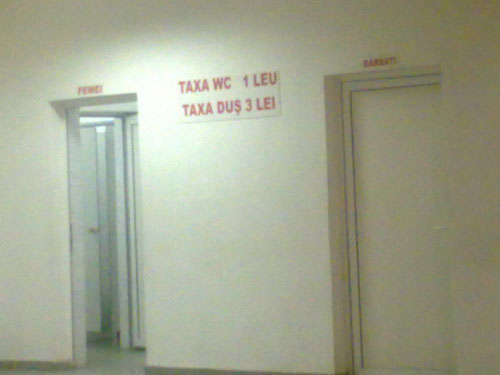 FEMEI
TAXA WC 1 LEU
TAXA DUȘ 3 LEI
BĂRBAȚI